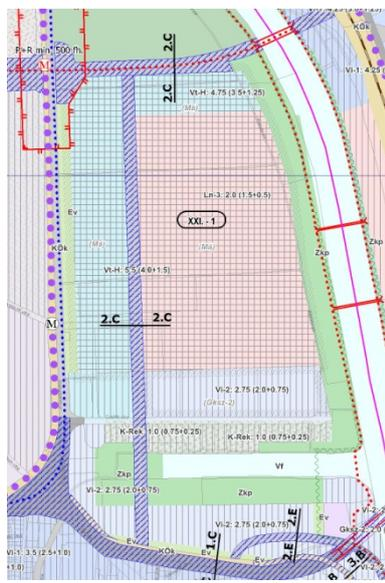 P+R min. 500 fh.
KÖk
M
2.C
2.C
Vi-1: 4.25
Vt-H: 4.75 (3.5+1.25)
(Má)
Ln-3: 2.0 (1.5+0.5)
Ev
XXI. - 1
KÖk
(Má)
(Má)
Zkp
Zkp
Vt-H: 5.5 (4.0+1.5)
M
2.C
2.C
Vi-2: 2.75 (2.0+0.75)
(Gksz-2)
K-Rek: 1.0 (0.75+0.25)
K-Rek: 1.0 (0.75+0.25)
Zkp
Vf
Vi-2: 2.75 (2.0+0.75)
Zkp
Ev
Vi-2: 2.75 (2.0+0.75)
2.E
2.E
1.C
Vi-1: 3.5 (2.5+1.0)
Ev
KÖk
Ev
3.B